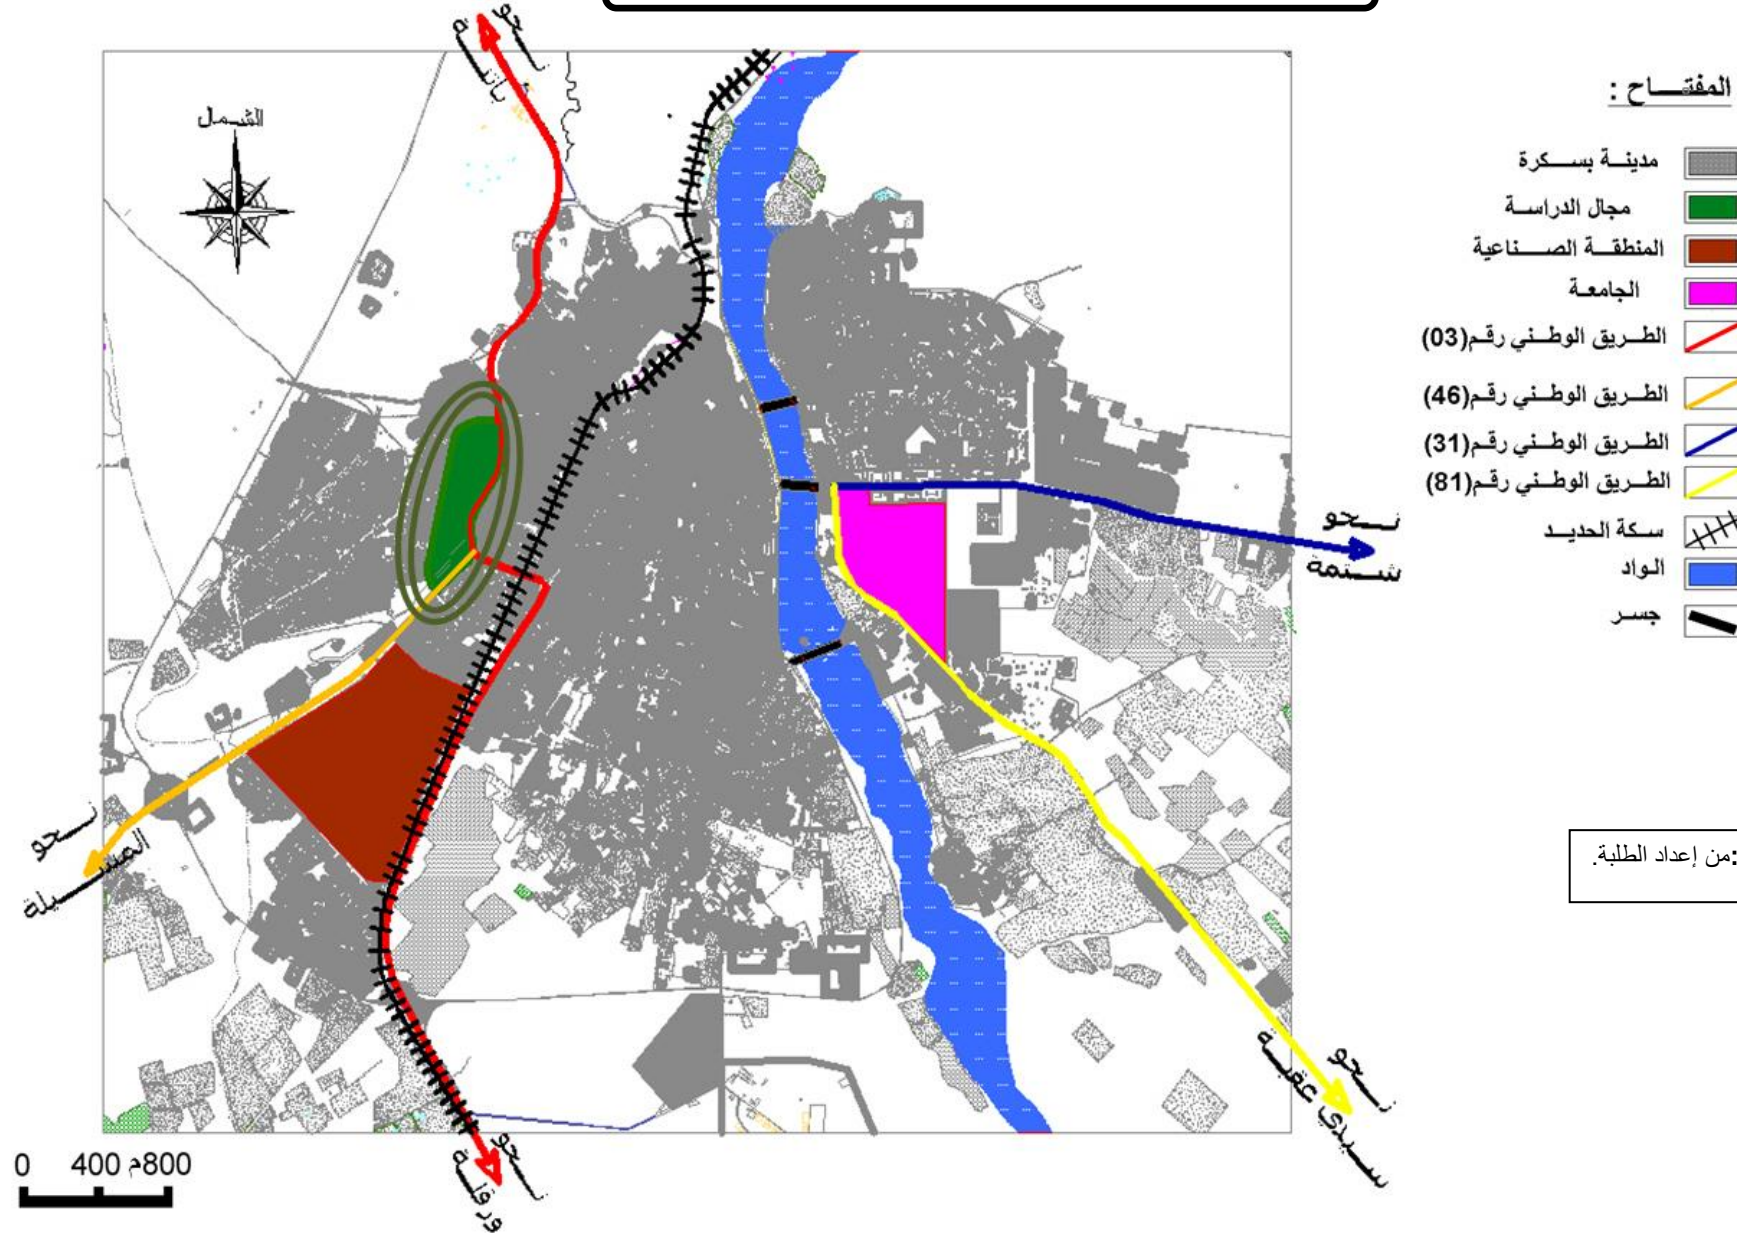 نحو
باتنة
الشمال
المفتاح :
مدينة بسكرة
مجال الدراسة
المنطقة الصناعية
الجامعة
الطريق الوطني رقم(03)
الطريق الوطني رقم(46)
الطريق الوطني رقم(31)
الطريق الوطني رقم(81)
سكة الحديد
الواد
جسر
نحو
شتمة
نحو
المسيلة
:من إعداد الطلبة.
نحو
سيدي عقبة
نحو
ورقلة
0 400 800م